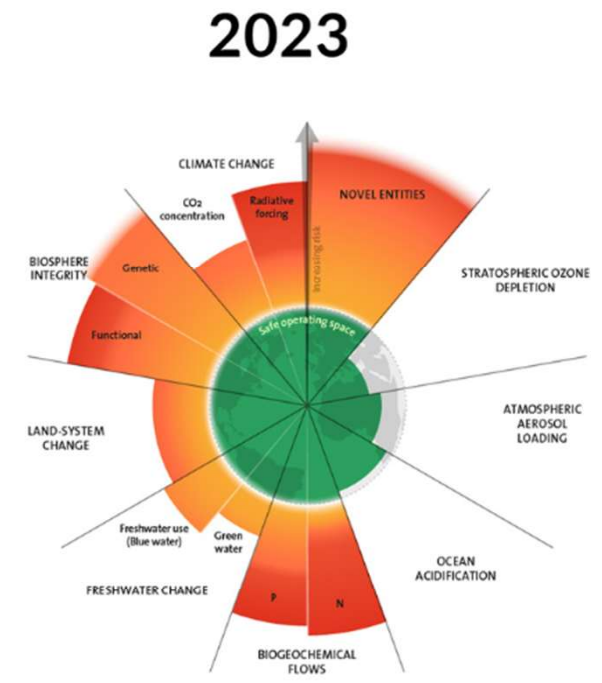 2023
CLIMATE CHANGE
CO₂
concentration
Radiative
forcing
NOVEL ENTITIES
Increasing risk
BIOSPHERE
INTEGRITY
Genetic
Functional
STRATOSPHERIC OZONE
DEPLETION
Safe operating space
ATMOSPHERIC
AEROSOL
LOADING
LAND-SYSTEM
CHANGE
Freshwater use
(Blue water)
Green
water
FRESHWATER CHANGE
OCEAN
ACIDIFICATION
P
N
BIOGEOCHEMICAL
FLOWS